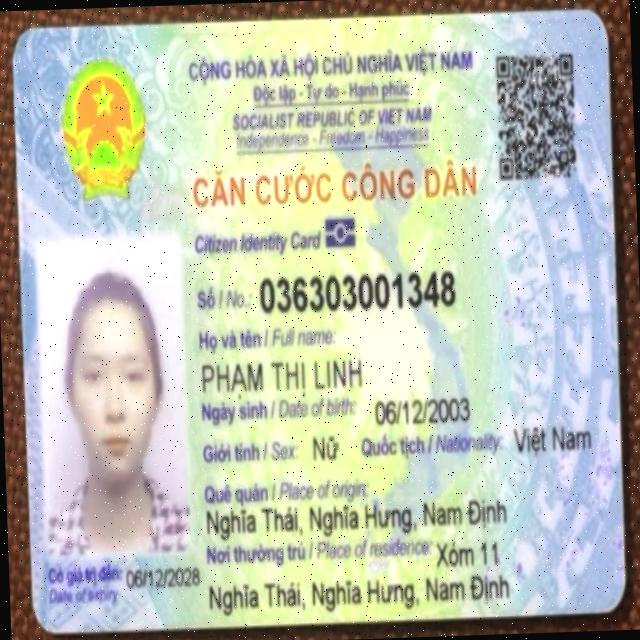 CỘNG HÒA XÃ HỘI CHỦ NGHĨA VIỆT NAM
Độc lập - Tự do - Hạnh phúc
SOCIALIST REPUBLIC OF VIET NAM
Independence - Freedom - Happiness
CĂN CƯỚC CÔNG DÂN
Citizen Identity Card
Số / No.: 036303001348
Họ và tên / Full name:
PHẠM THỊ LINH
Ngày sinh / Date of birth: 06/12/2003
Giới tính / Sex: Nữ Quốc tịch / Nationality: Việt Nam
Quê quán / Place of origin:
Nghĩa Thái, Nghĩa Hưng, Nam Định
Nơi thường trú / Place of residence: Xóm 11
Nghĩa Thái, Nghĩa Hưng, Nam Định
Có giá trị đến: 06/12/2028
Date of expiry